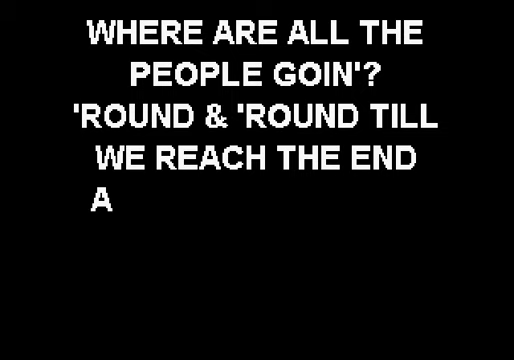 WHERE ARE ALL THE
PEOPLE GOIN'?
'ROUND & 'ROUND TILL
WE REACH THE END
A